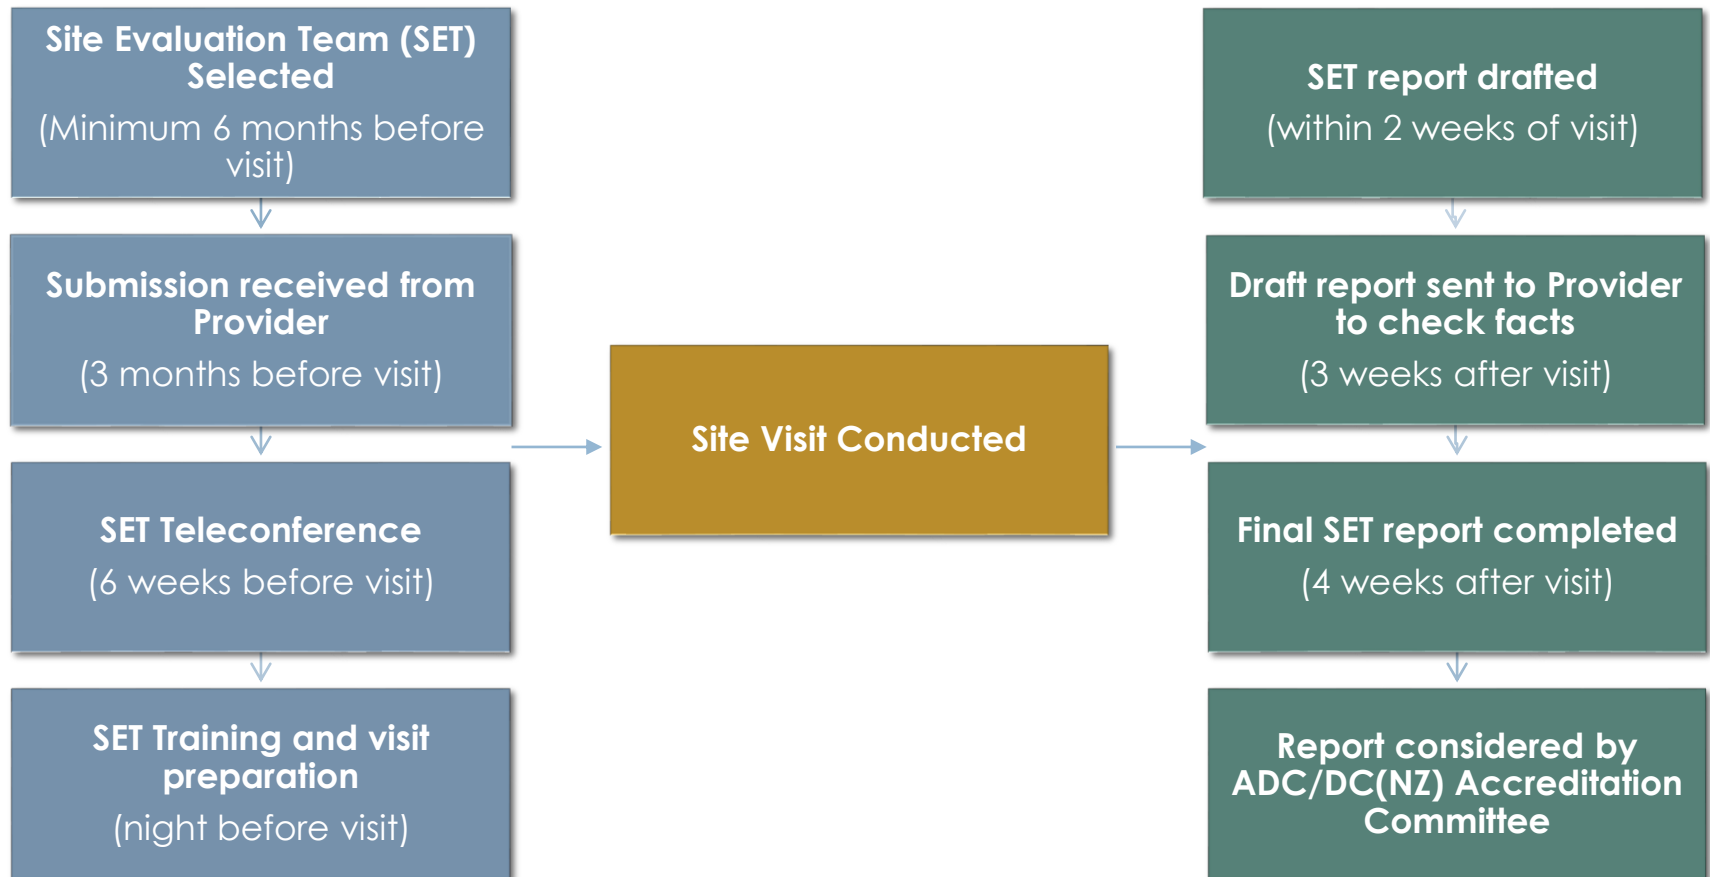 Site Evaluation Team (SET)
Selected
(Minimum 6 months before
visit)
Submission received from
Provider
(3 months before visit)
SET Teleconference
(6 weeks before visit)
SET Training and visit
preparation
(night before visit)
Site Visit Conducted
SET report drafted
(within 2 weeks of visit)
Draft report sent to Provider
to check facts
(3 weeks after visit)
Final SET report completed
(4 weeks after visit)
Report considered by
ADC/DC(NZ) Accreditation
Committee